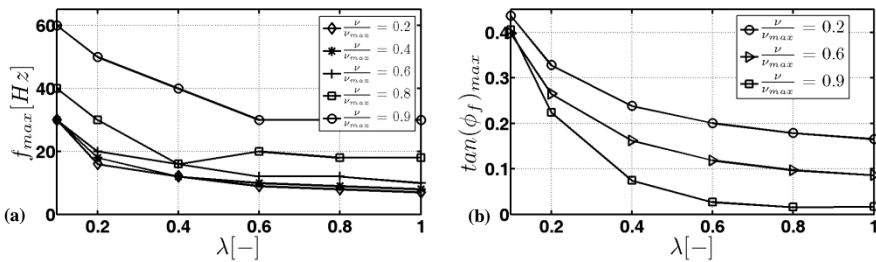 60
40
20
0
f_max[Hz]
(a)
0.2 0.4 0.6 0.8 1
λ[−]
ν/ν_max = 0.2
ν/ν_max = 0.4
ν/ν_max = 0.6
ν/ν_max = 0.8
ν/ν_max = 0.9
0.4
0.3
0.2
0.1
0
tan(ϕ_f)_max
(b)
0.2 0.4 0.6 0.8 1
λ[−]
ν/ν_max = 0.2
ν/ν_max = 0.6
ν/ν_max = 0.9